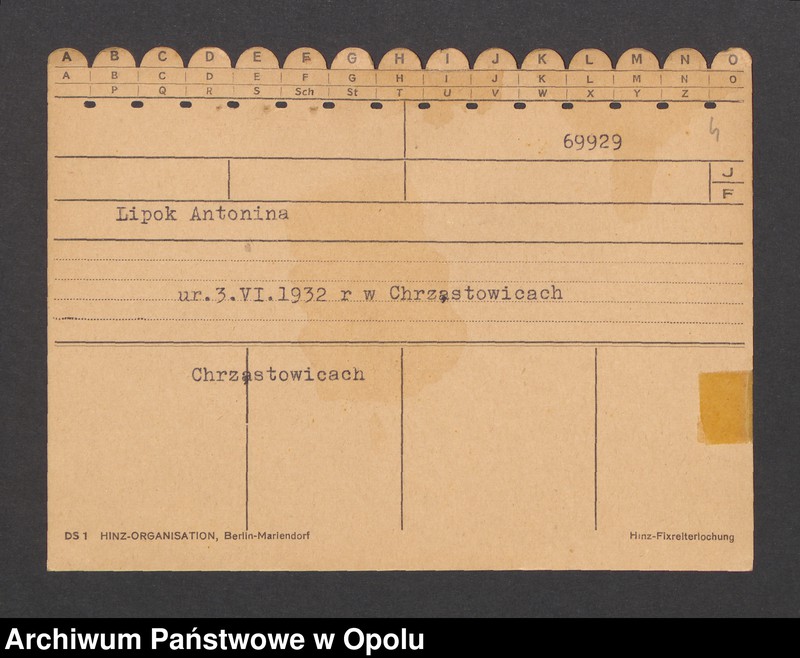 A B C D E F G H I J K L M N O
A B C D E F G H I J K L M N O
P Q R S Sch St T U V W X Y Z
69929
J
F
Lipok Antonina
ur.3.VI.1932 r w Chrząstowicach
Chrząstowicach
DS 1 HINZ-ORGANISATION, Berlin-Mariendorf
Hinz-Fixreiterlochung
Archiwum Państwowe w Opolu